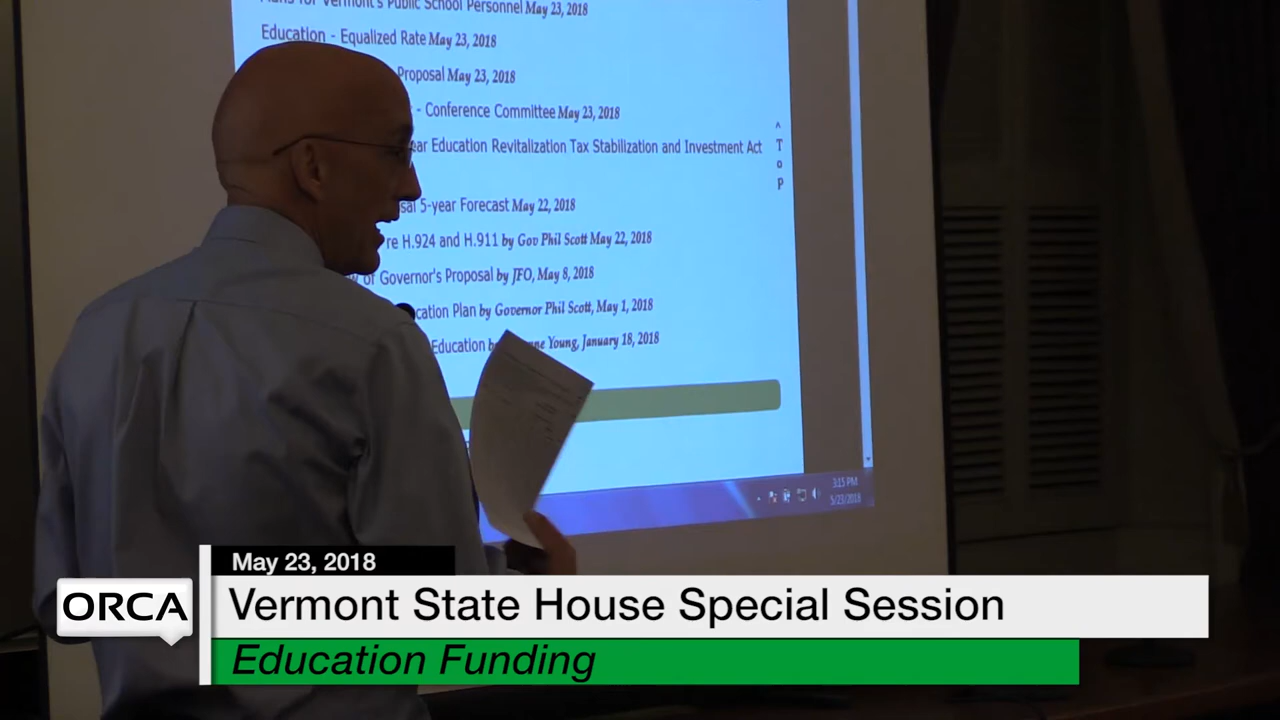 Plans for Vermont's Public School Personnel May 23, 2018
Education - Equalized Rate May 23, 2018
Proposal May 23, 2018
- Conference Committee May 23, 2018
Education Revitalization Tax Stabilization and Investment Act
^
T
o
p
5-year Forecast May 22, 2018
re H.924 and H.911 by Gov Phil Scott May 22, 2018
of Governor's Proposal by JFO, May 8, 2018
Plan by Governor Phil Scott, May 1, 2018
Education Young, January 18, 2018
3:15 PM
5/23/2018
May 23, 2018
ORCA
Vermont State House Special Session
Education Funding